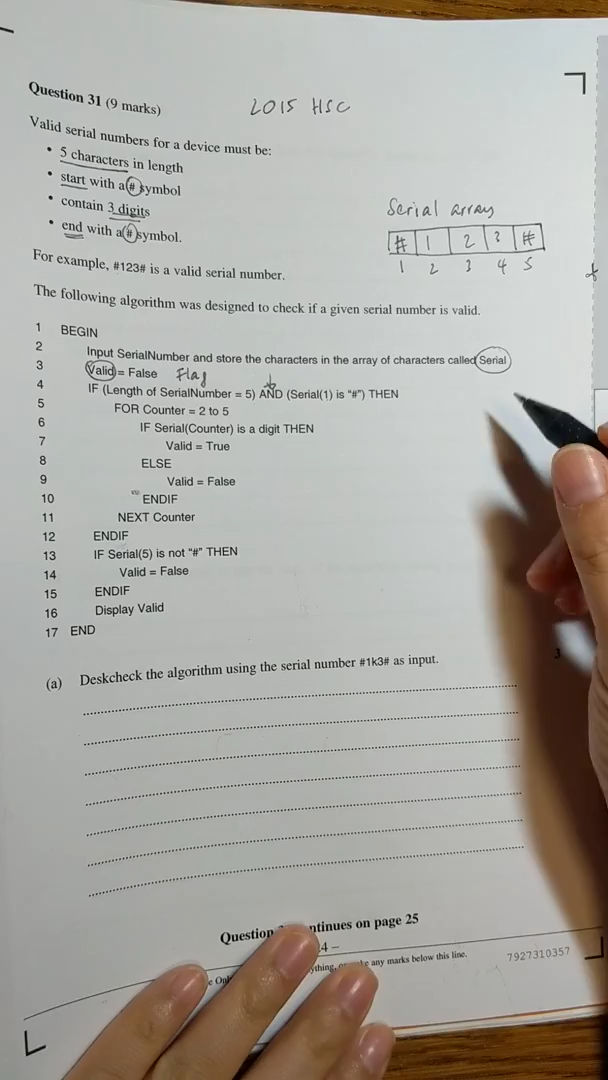 Question 31 (9 marks)
2015 HSC
Valid serial numbers for a device must be:
• 5 characters in length
• start with a # symbol
• contain 3 digits
• end with a # symbol.
Serial array
# 1 2 3 #
1 2 3 4 5
For example, #123# is a valid serial number.
The following algorithm was designed to check if a given serial number is valid.
1 BEGIN
2 Input SerialNumber and store the characters in the array of characters called Serial
3 Valid = False Flag
4 IF (Length of SerialNumber = 5) AND (Serial(1) is “#”) THEN
5 FOR Counter = 2 to 5
6 IF Serial(Counter) is a digit THEN
7 Valid = True
8 ELSE
9 Valid = False
10 ENDIF
11 NEXT Counter
12 ENDIF
13 IF Serial(5) is not “#” THEN
14 Valid = False
15 ENDIF
16 Display Valid
17 END
(a) Deskcheck the algorithm using the serial number #1k3# as input.
3
Question continues on page 25
4 –
any marks below this line.
7927310357